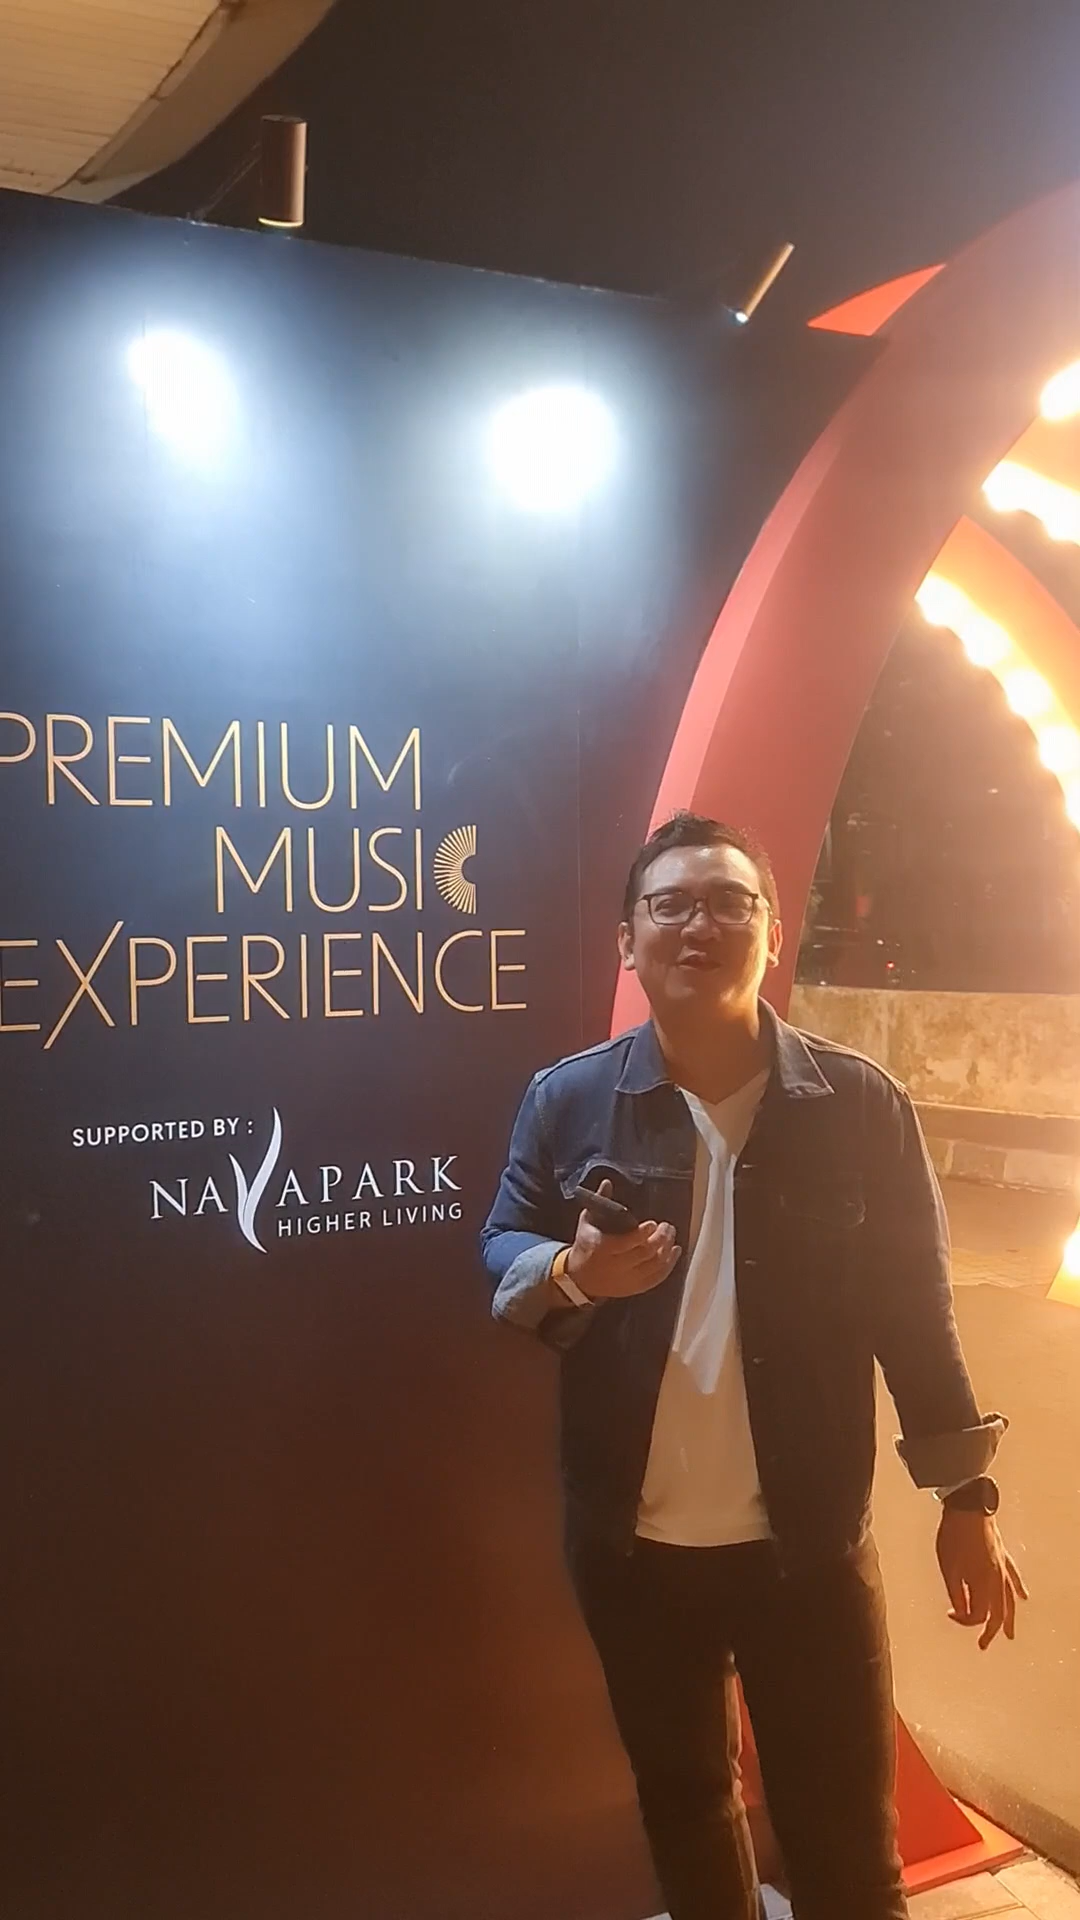 PREMIUM
MUSIC
EXPERIENCE
SUPPORTED BY :
NAVAPARK
HIGHER LIVING